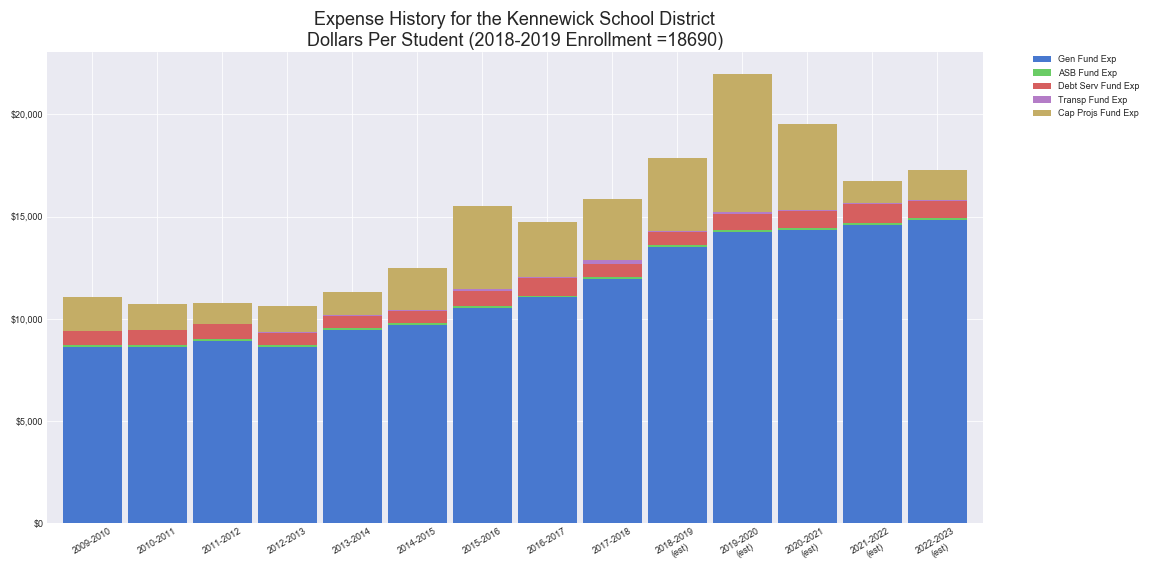 Expense History for the Kennewick School District
Dollars Per Student (2018-2019 Enrollment =18690)
Gen Fund Exp
ASB Fund Exp
Debt Serv Fund Exp
Transp Fund Exp
Cap Projs Fund Exp
$20,000
$15,000
$10,000
$5,000
$0
2009-2010
2010-2011
2011-2012
2012-2013
2013-2014
2014-2015
2015-2016
2016-2017
2017-2018
2018-2019
(est)
2019-2020
(est)
2020-2021
(est)
2021-2022
(est)
2022-2023
(est)